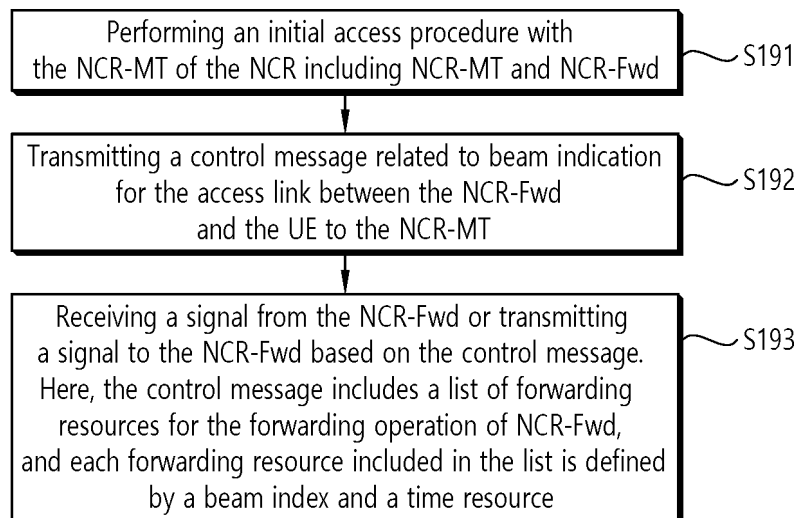 Performing an initial access procedure with
the NCR-MT of the NCR including NCR-MT and NCR-Fwd
S191
Transmitting a control message related to beam indication
for the access link between the NCR-Fwd
and the UE to the NCR-MT
S192
Receiving a signal from the NCR-Fwd or transmitting
a signal to the NCR-Fwd based on the control message.
Here, the control message includes a list of forwarding
resources for the forwarding operation of NCR-Fwd,
and each forwarding resource included in the list is defined
by a beam index and a time resource
S193